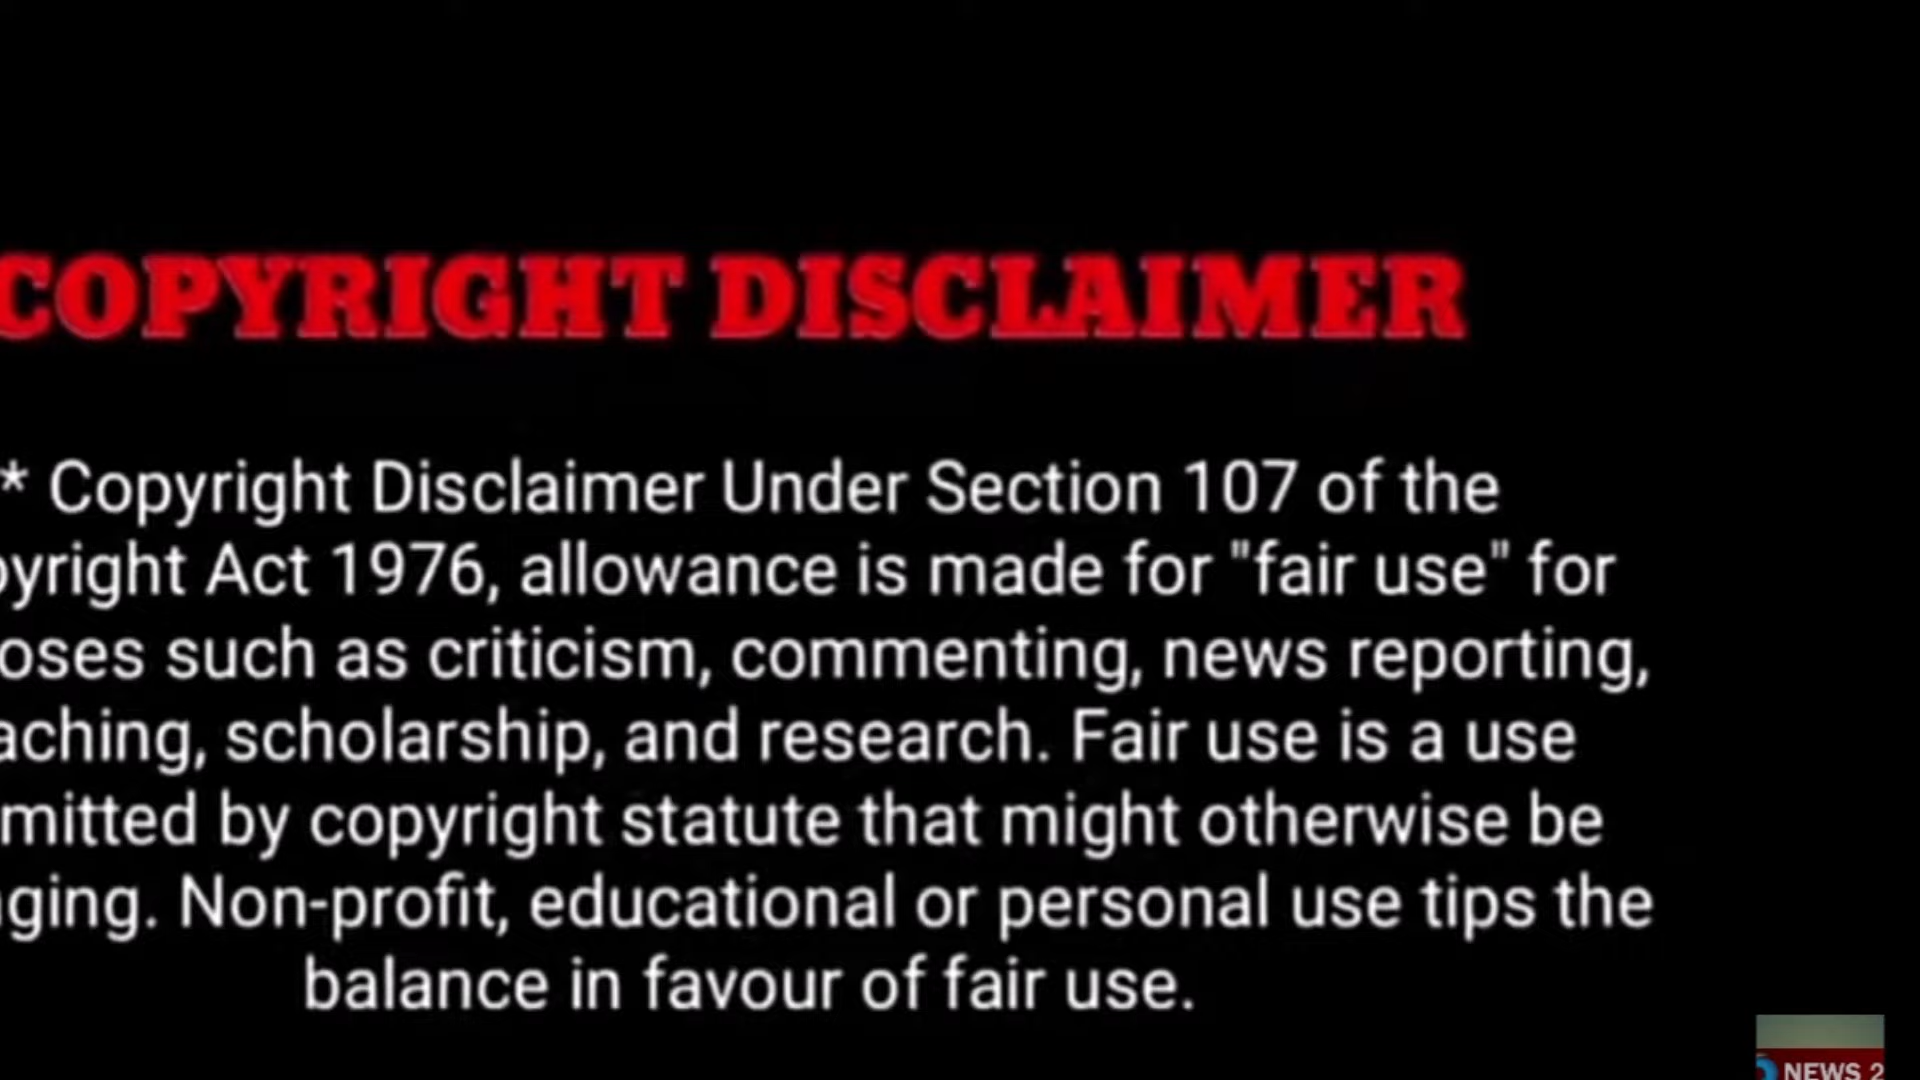 COPYRIGHT DISCLAIMER
* Copyright Disclaimer Under Section 107 of the
pyright Act 1976, allowance is made for "fair use" for
oses such as criticism, commenting, news reporting,
aching, scholarship, and research. Fair use is a use
mitted by copyright statute that might otherwise be
ging. Non-profit, educational or personal use tips the
balance in favour of fair use.
NEWS 2